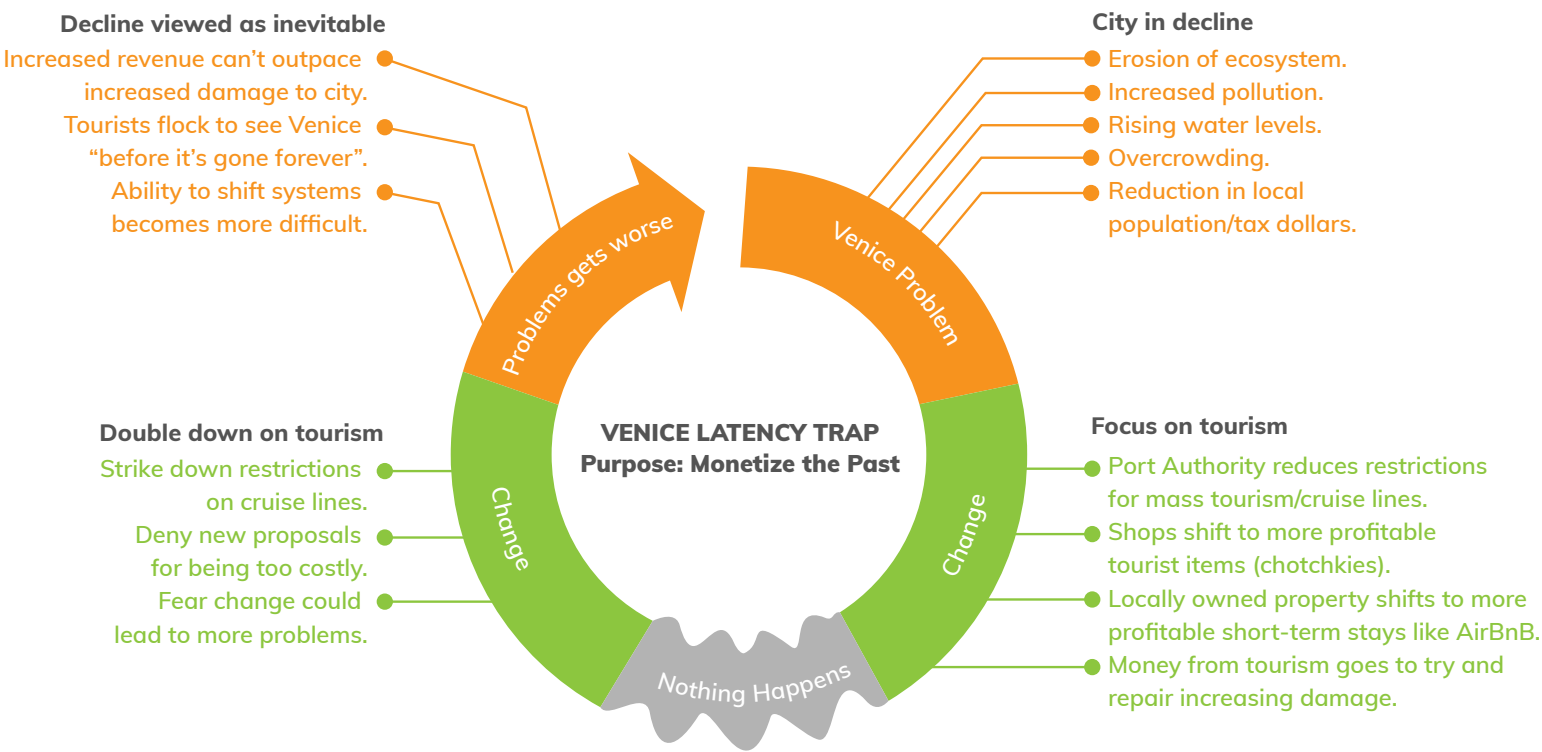 Decline viewed as inevitable
Increased revenue can’t outpace
increased damage to city.
Tourists flock to see Venice
“before it’s gone forever”.
Ability to shift systems
becomes more difficult.
City in decline
Erosion of ecosystem.
Increased pollution.
Rising water levels.
Overcrowding.
Reduction in local
population/tax dollars.
Problems gets worse
Venice Problem
VENICE LATENCY TRAP
Purpose: Monetize the Past
Double down on tourism
Strike down restrictions
on cruise lines.
Deny new proposals
for being too costly.
Fear change could
lead to more problems.
Change
Change
Focus on tourism
Port Authority reduces restrictions
for mass tourism/cruise lines.
Shops shift to more profitable
tourist items (chotchkies).
Locally owned property shifts to more
profitable short-term stays like AirBnB.
Money from tourism goes to try and
repair increasing damage.
Nothing Happens